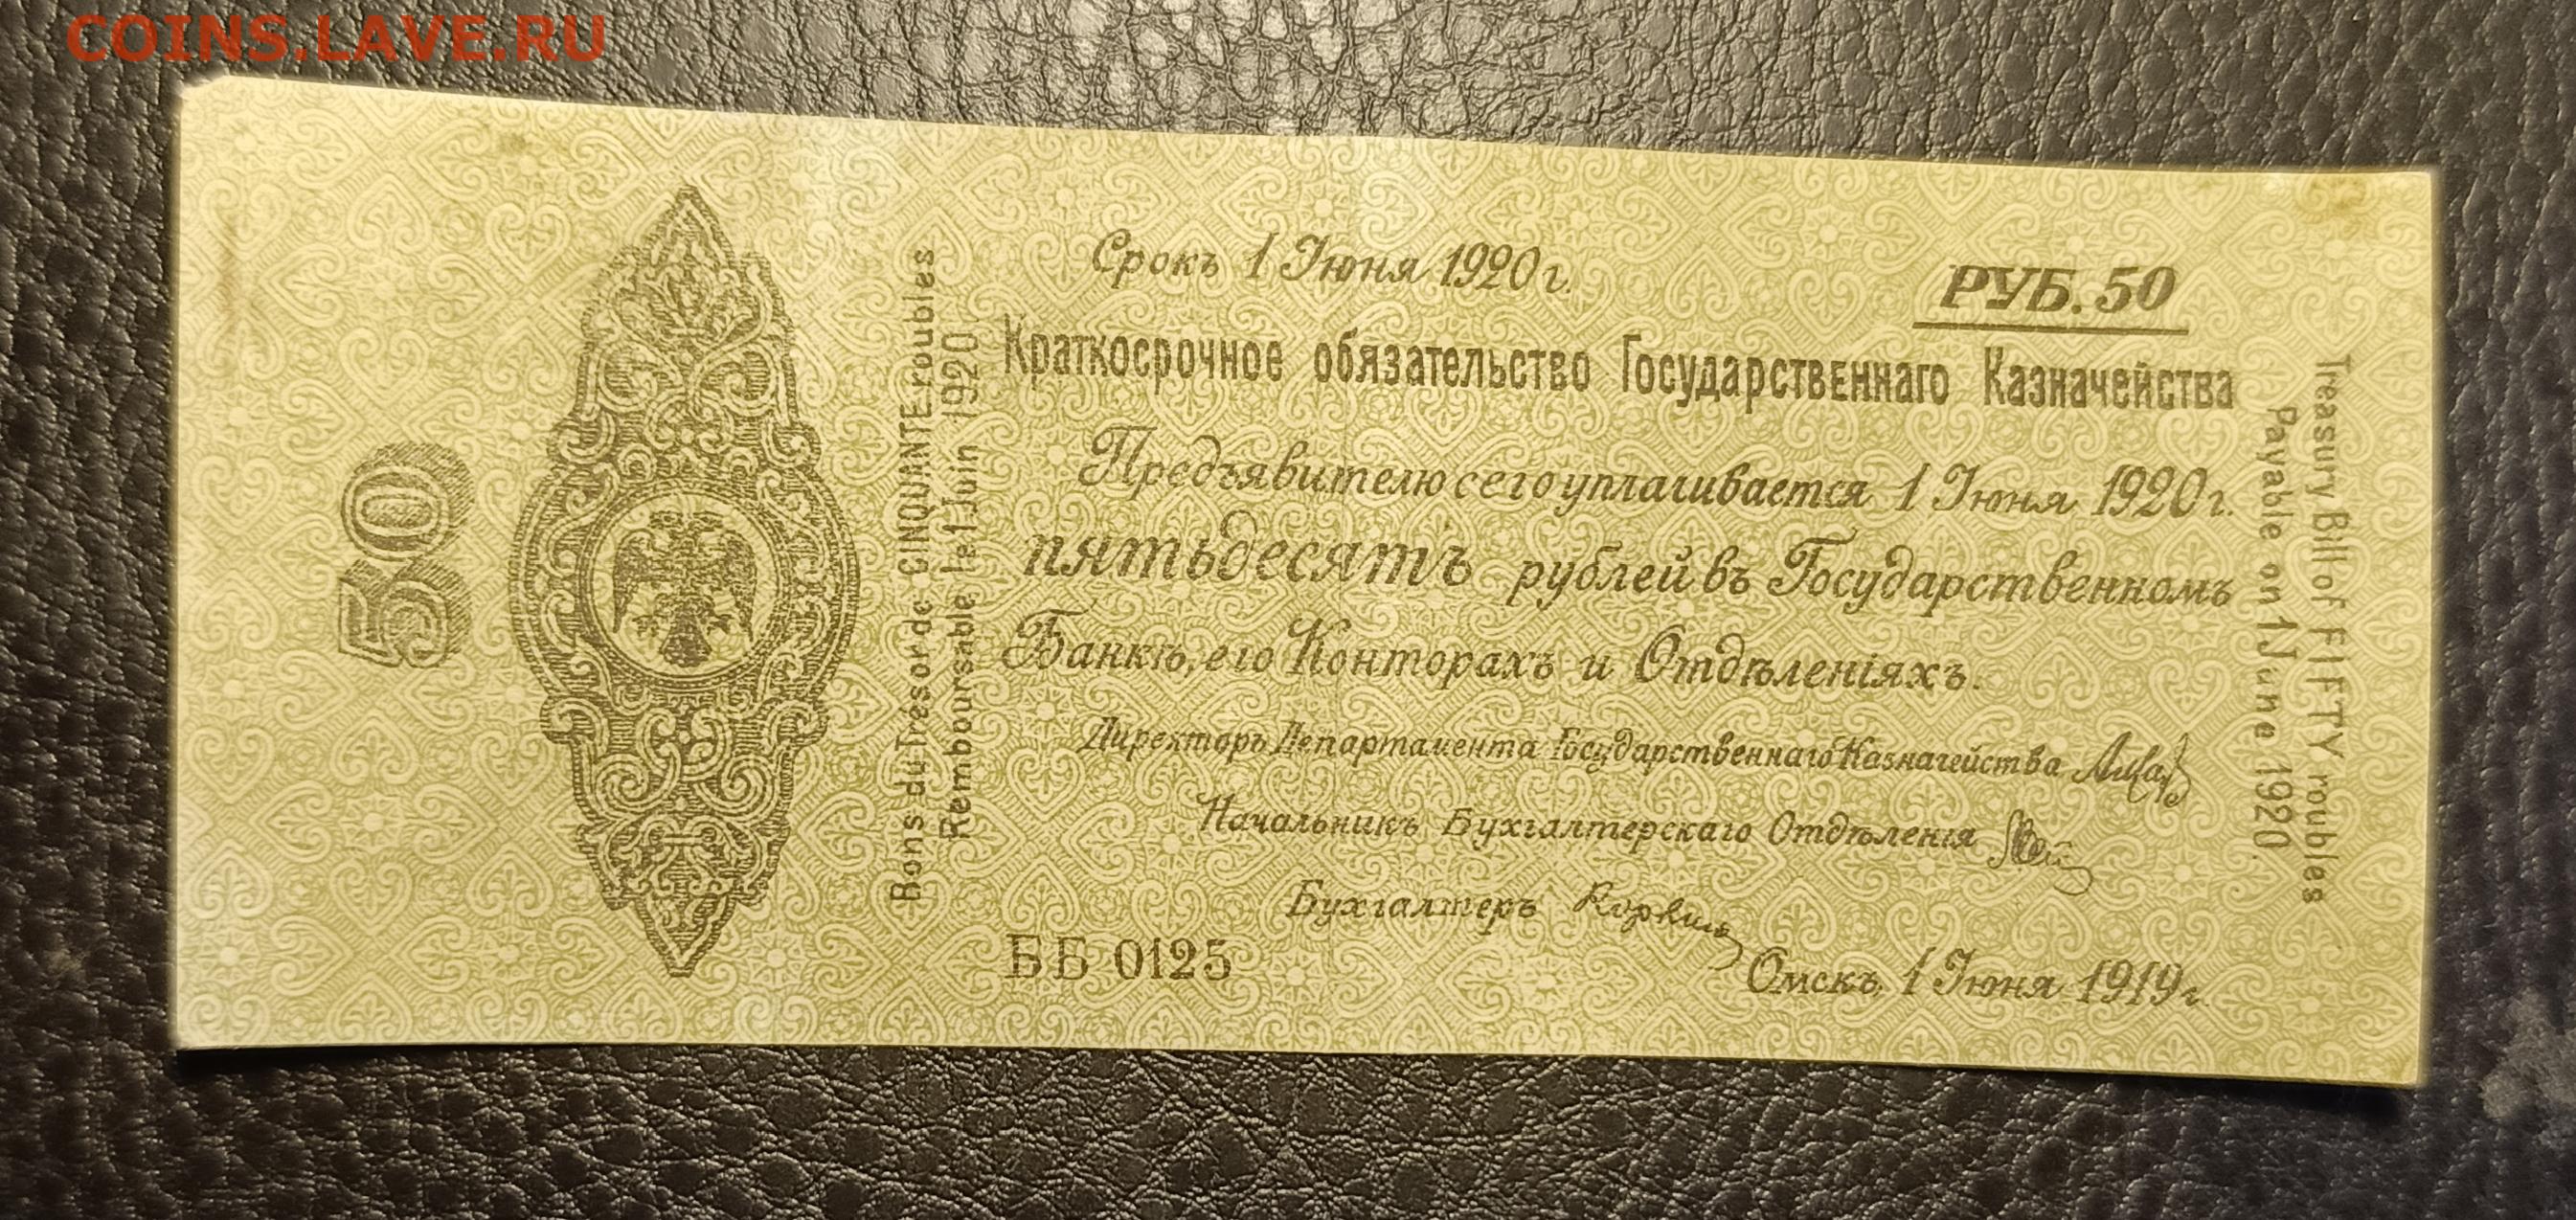 COINS.LAVE.RU
50
Bons du Trésor de CINQUANTE roubles
Remboursable le 1 Juin 1920
Срокъ 1 Іюня 1920 г.
РУБ. 50
Краткосрочное обязательство Государственнаго Казначейства
Предъявителю сего уплачивается 1 Іюня 1920 г.
пятьдесятъ рублей въ Государственномъ
Банкѣ, его Конторахъ и Отдѣленіяхъ.
Директоръ Департамента Государственнаго Казначейства
Начальникъ Бухгалтерскаго Отдѣленія
Бухгалтеръ
ББ 0125
Омскъ, 1 Іюня 1919 г.
Treasury Bill of FIFTY roubles
Payable on 1 June 1920.